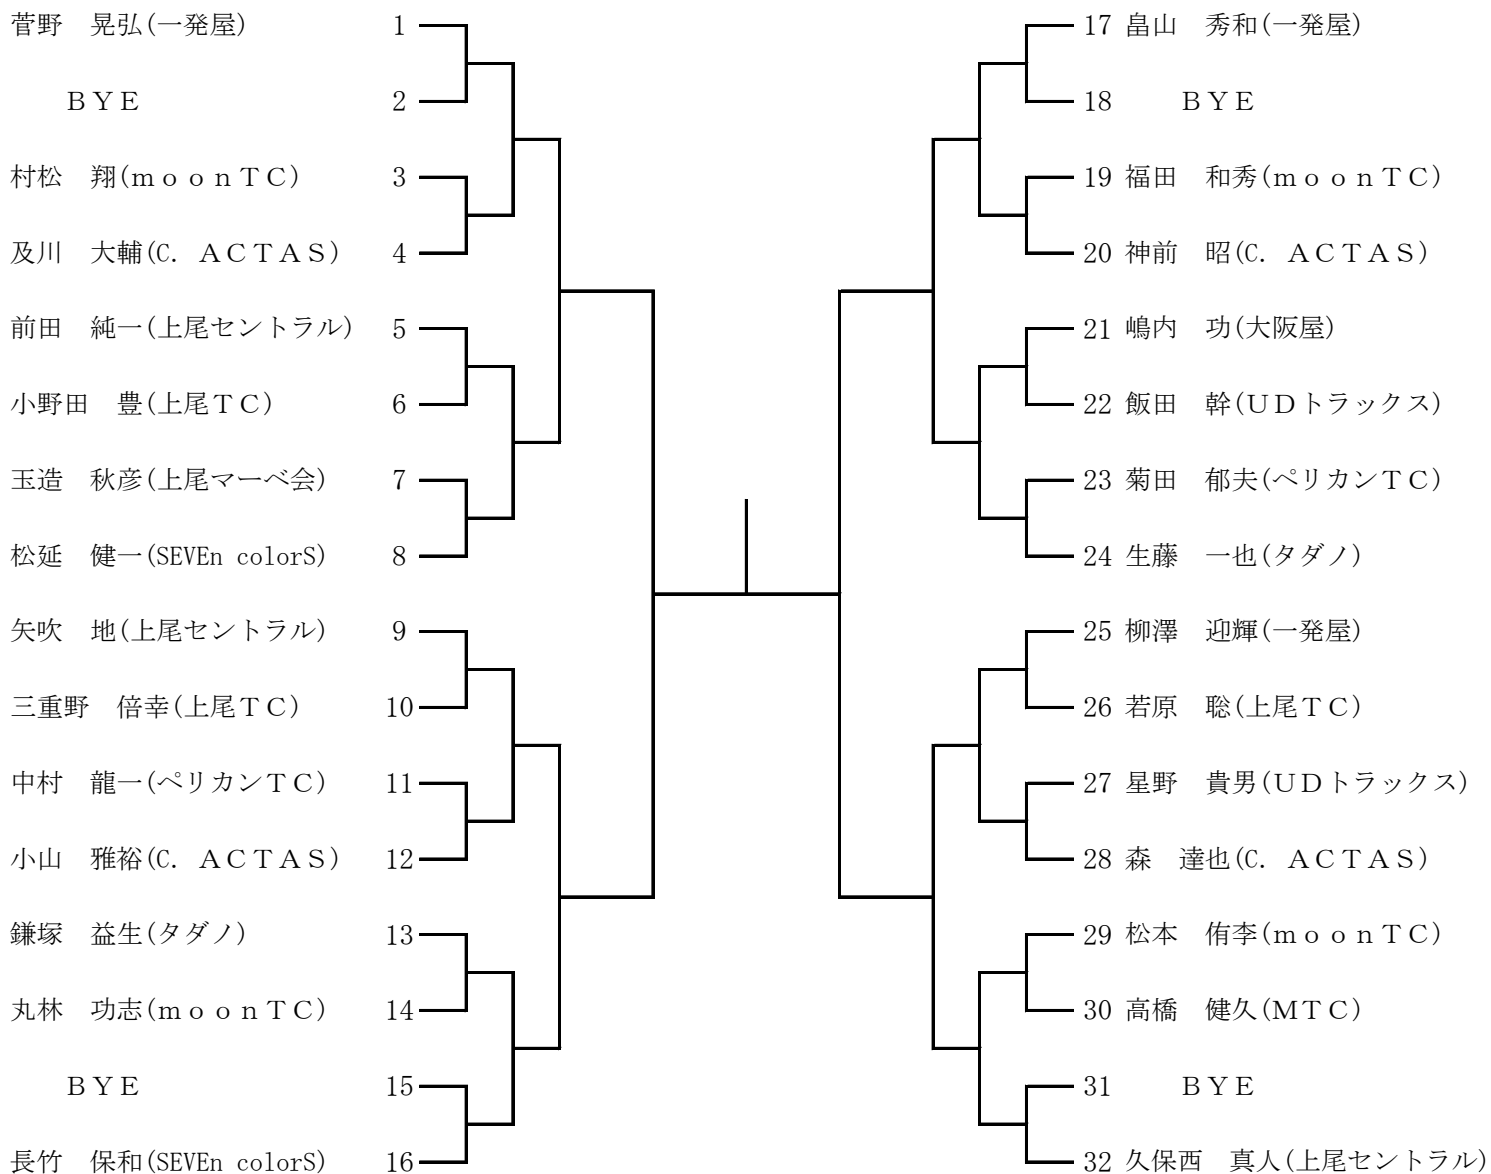 菅野　晃弘(一発屋) 1
ＢＹＥ 2
村松　翔(ｍｏｏｎＴＣ) 3
及川　大輔(C. ＡＣＴＡＳ) 4
前田　純一(上尾セントラル) 5
小野田　豊(上尾ＴＣ) 6
玉造　秋彦(上尾マーベ会) 7
松延　健一(SEVEn colorS) 8
矢吹　地(上尾セントラル) 9
三重野　倍幸(上尾ＴＣ) 10
中村　龍一(ペリカンＴＣ) 11
小山　雅裕(C. ＡＣＴＡＳ) 12
鎌塚　益生(タダノ) 13
丸林　功志(ｍｏｏｎＴＣ) 14
ＢＹＥ 15
長竹　保和(SEVEn colorS) 16
17 畠山　秀和(一発屋)
18 ＢＹＥ
19 福田　和秀(ｍｏｏｎＴＣ)
20 神前　昭(C. ＡＣＴＡＳ)
21 嶋内　功(大阪屋)
22 飯田　幹(ＵＤトラックス)
23 菊田　郁夫(ペリカンＴＣ)
24 生藤　一也(タダノ)
25 柳澤　迎輝(一発屋)
26 若原　聡(上尾ＴＣ)
27 星野　貴男(ＵＤトラックス)
28 森　達也(C. ＡＣＴＡＳ)
29 松本　侑李(ｍｏｏｎＴＣ)
30 高橋　健久(ＭＴＣ)
31 ＢＹＥ
32 久保西　真人(上尾セントラル)